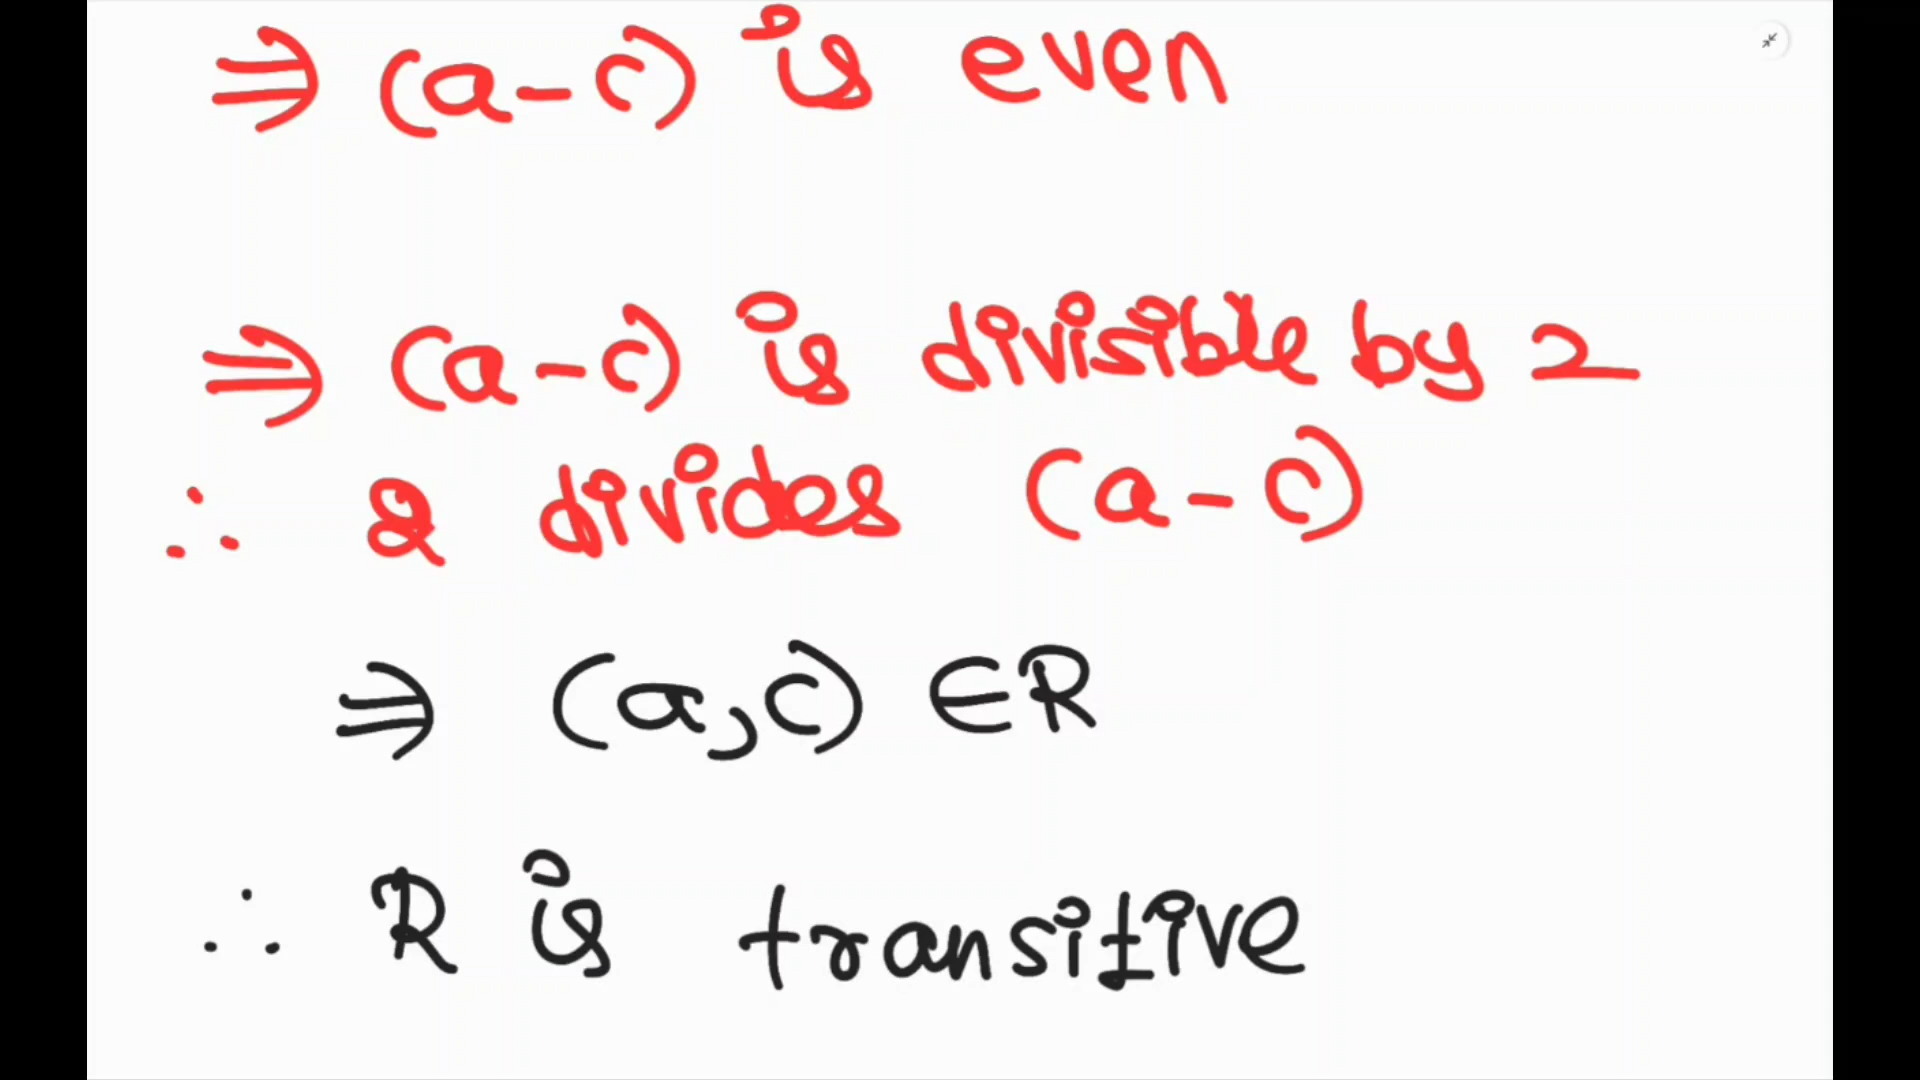 ⇒ (a-c) is even
⇒ (a-c) is divisible by 2
∴ 2 divides (a-c)
⇒ (a,c) ∈R
∴ R is transitive